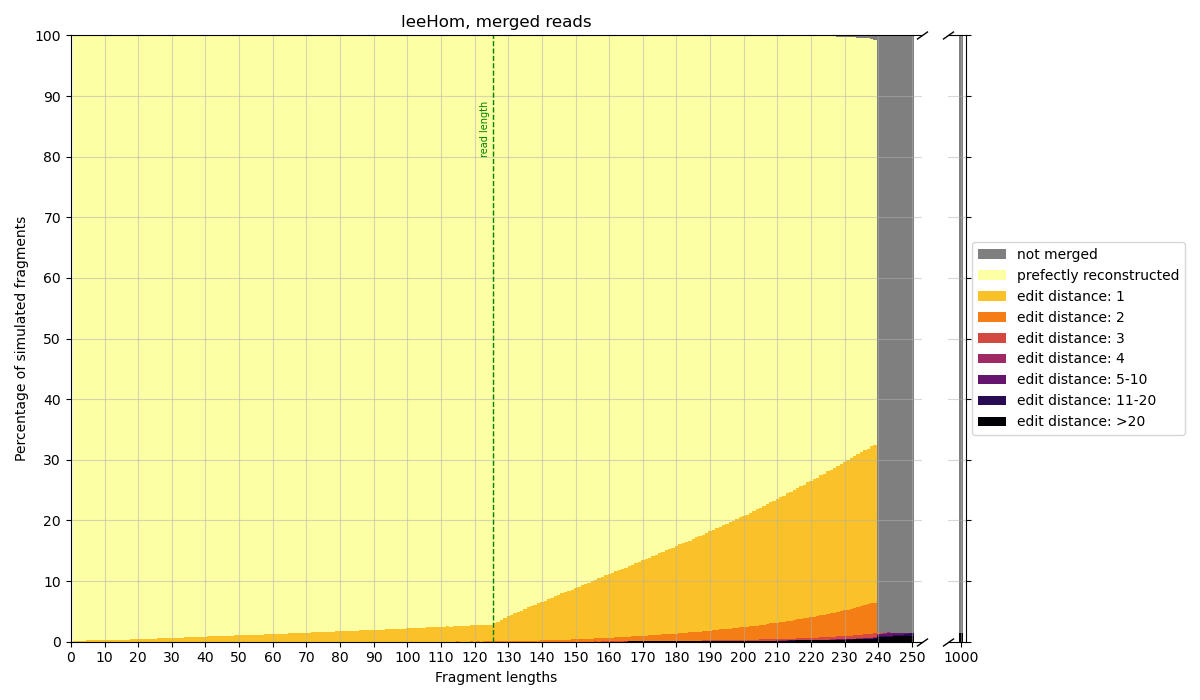 leeHom, merged reads
Percentage of simulated fragments
100
90
80
70
60
50
40
30
20
10
0
read length
0 10 20 30 40 50 60 70 80 90 100 110 120 130 140 150 160 170 180 190 200 210 220 230 240 250 1000
Fragment lengths
not merged
prefectly reconstructed
edit distance: 1
edit distance: 2
edit distance: 3
edit distance: 4
edit distance: 5-10
edit distance: 11-20
edit distance: >20